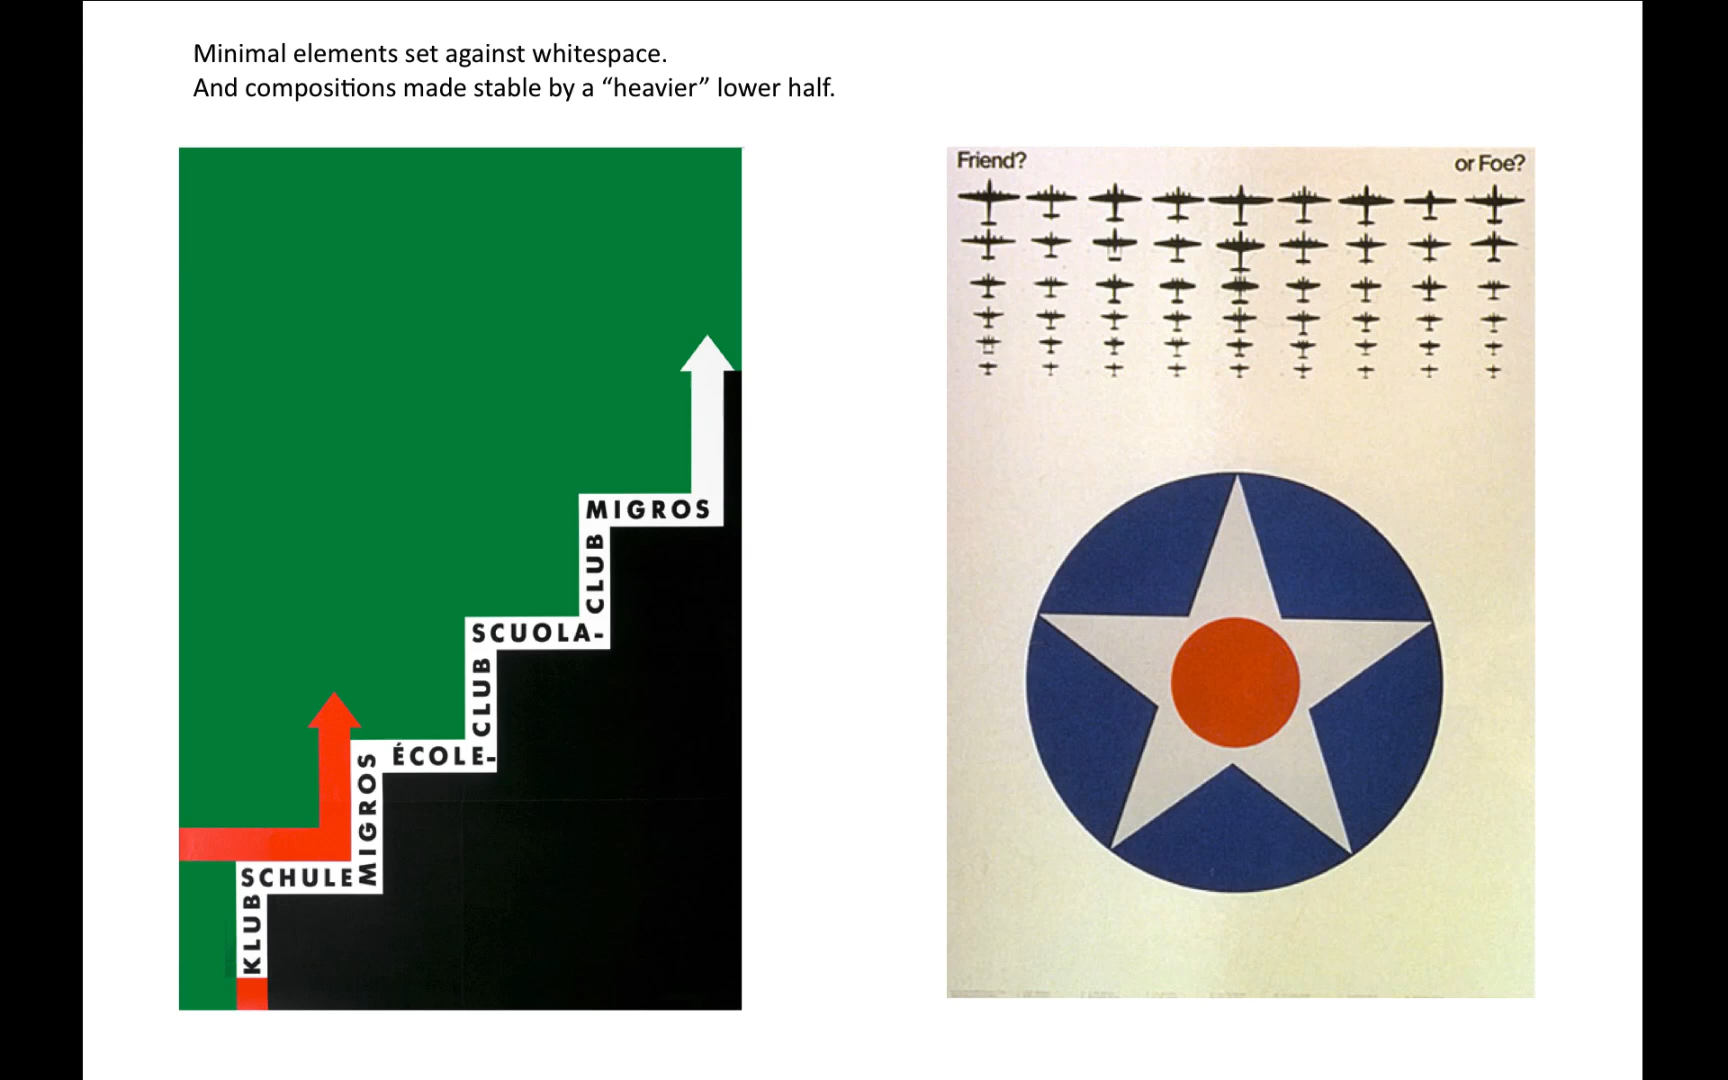 Minimal elements set against whitespace.
And compositions made stable by a “heavier” lower half.
KLUB
SCHULE
MIGROS
ÉCOLE-
CLUB
SCUOLA-
CLUB
MIGROS
Friend?
or Foe?